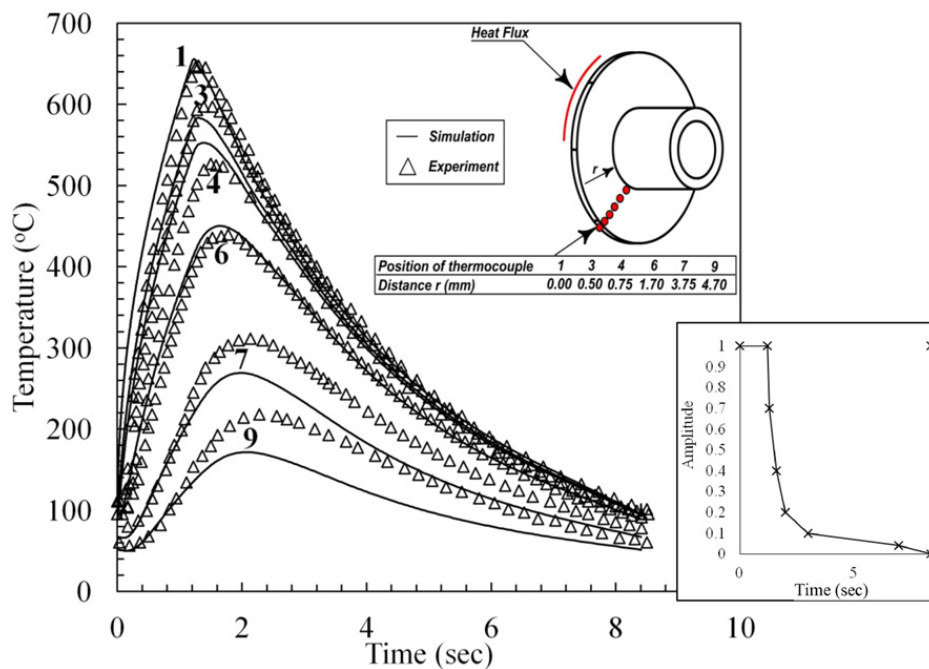 700
600
500
400
300
200
100
0
Temperature (°C)
0 2 4 6 8 10
Time (sec)
1
3
4
6
7
9
Simulation
Experiment
Heat Flux
r
Position of thermocouple 1 3 4 6 7 9
Distance r (mm) 0.00 0.50 0.75 1.70 3.75 4.70
1
0.9
0.8
0.7
0.6
0.5
0.4
0.3
0.2
0.1
0
Amplitude
0 5
Time (sec)